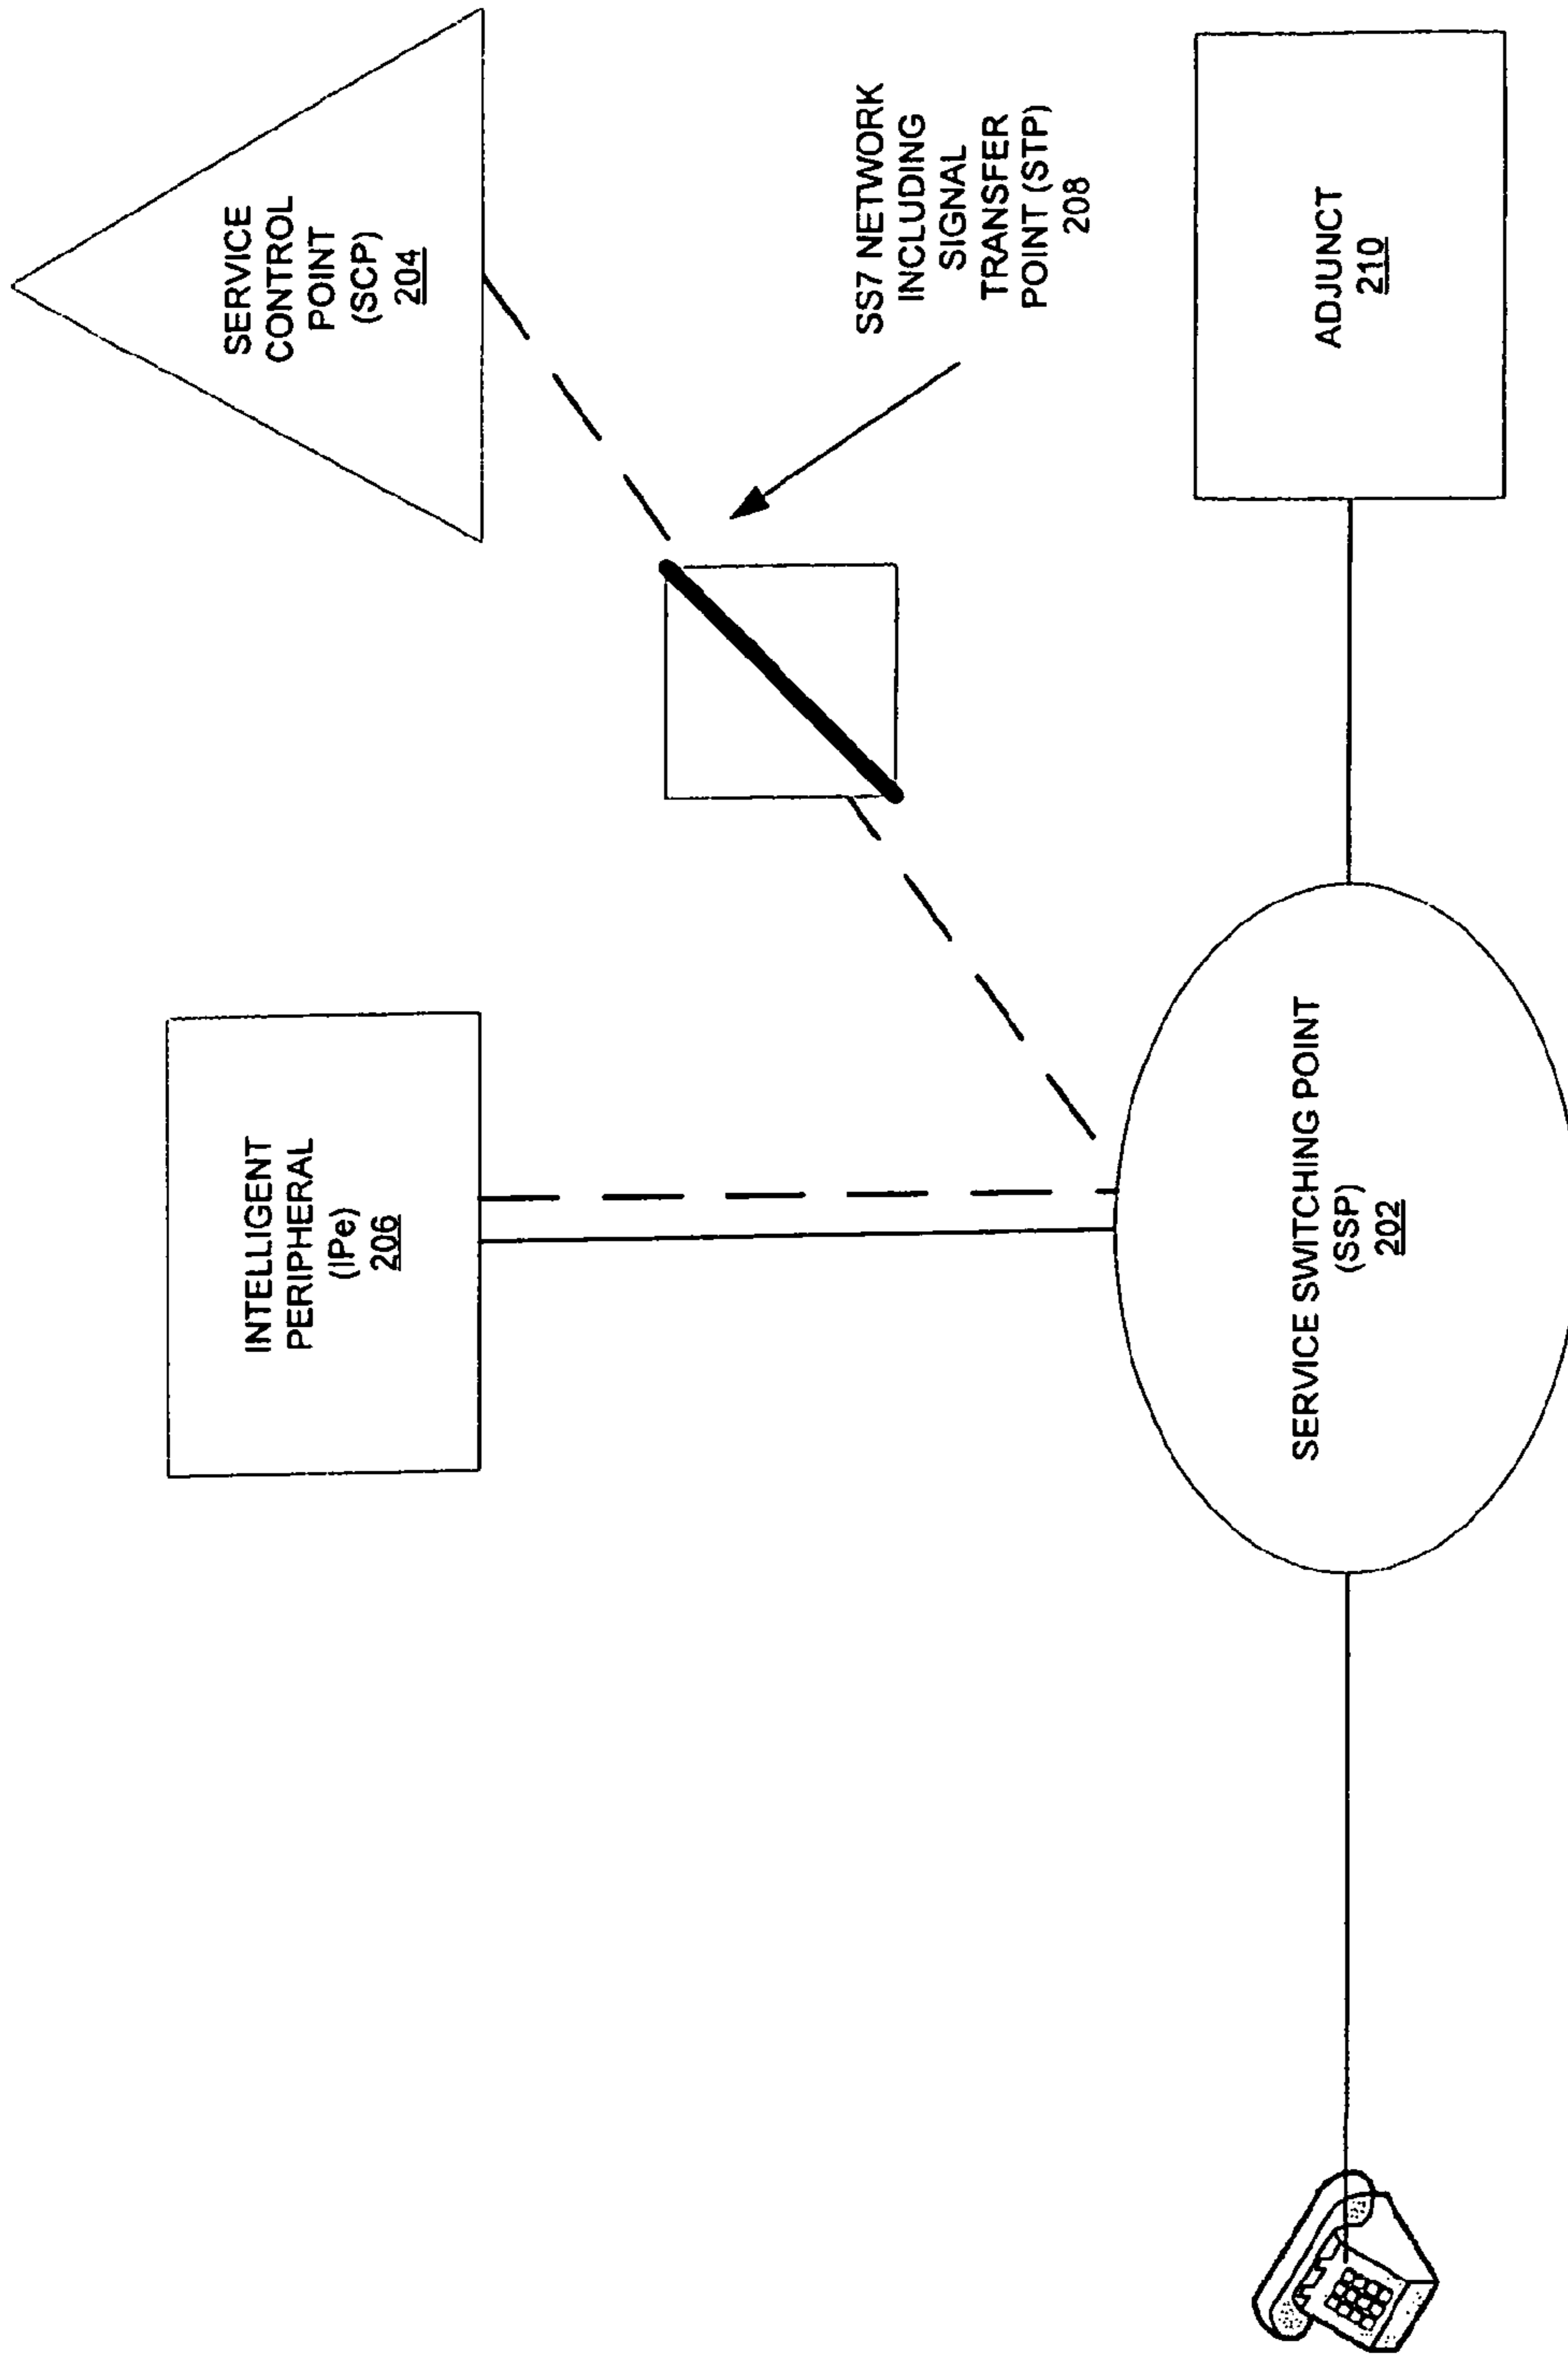 INTELLIGENT
PERIPHERAL
(IPe)
206
SERVICE
CONTROL
POINT
(SCP)
204
SS7 NETWORK
INCLUDING
SIGNAL
TRANSFER
POINT (STP)
208
SERVICE SWITCHING POINT
(SSP)
202
ADJUNCT
210